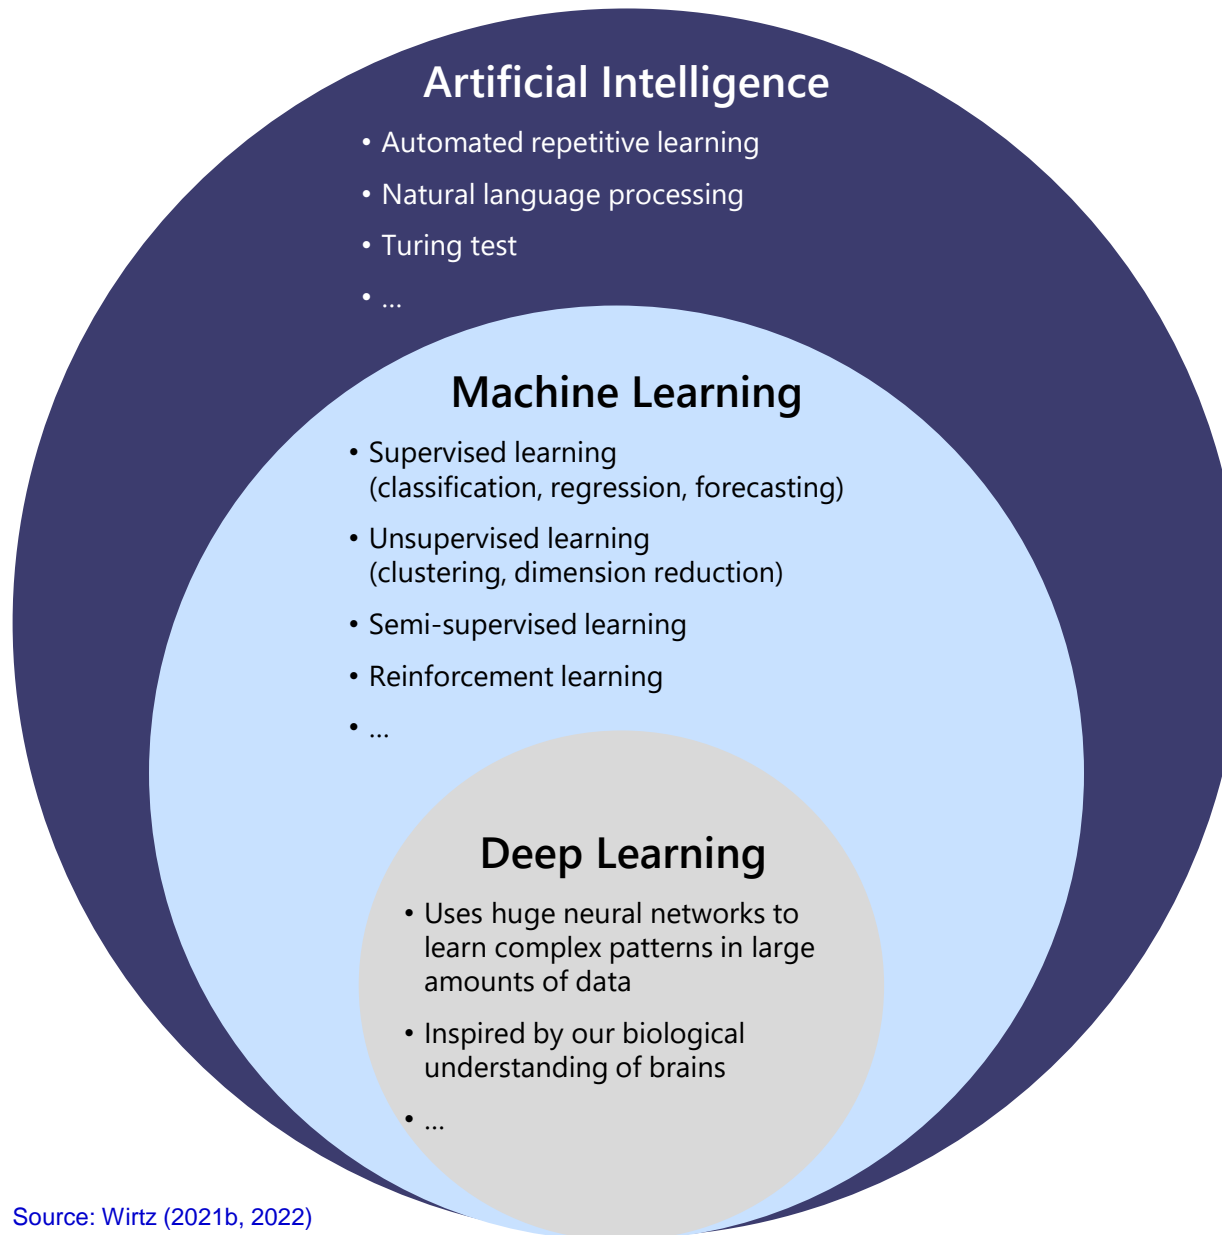 Artificial Intelligence
• Automated repetitive learning
• Natural language processing
• Turing test
• ...
Machine Learning
• Supervised learning
(classification, regression, forecasting)
• Unsupervised learning
(clustering, dimension reduction)
• Semi-supervised learning
• Reinforcement learning
• ...
Deep Learning
• Uses huge neural networks to
learn complex patterns in large
amounts of data
• Inspired by our biological
understanding of brains
• ...
Source: Wirtz (2021b, 2022)